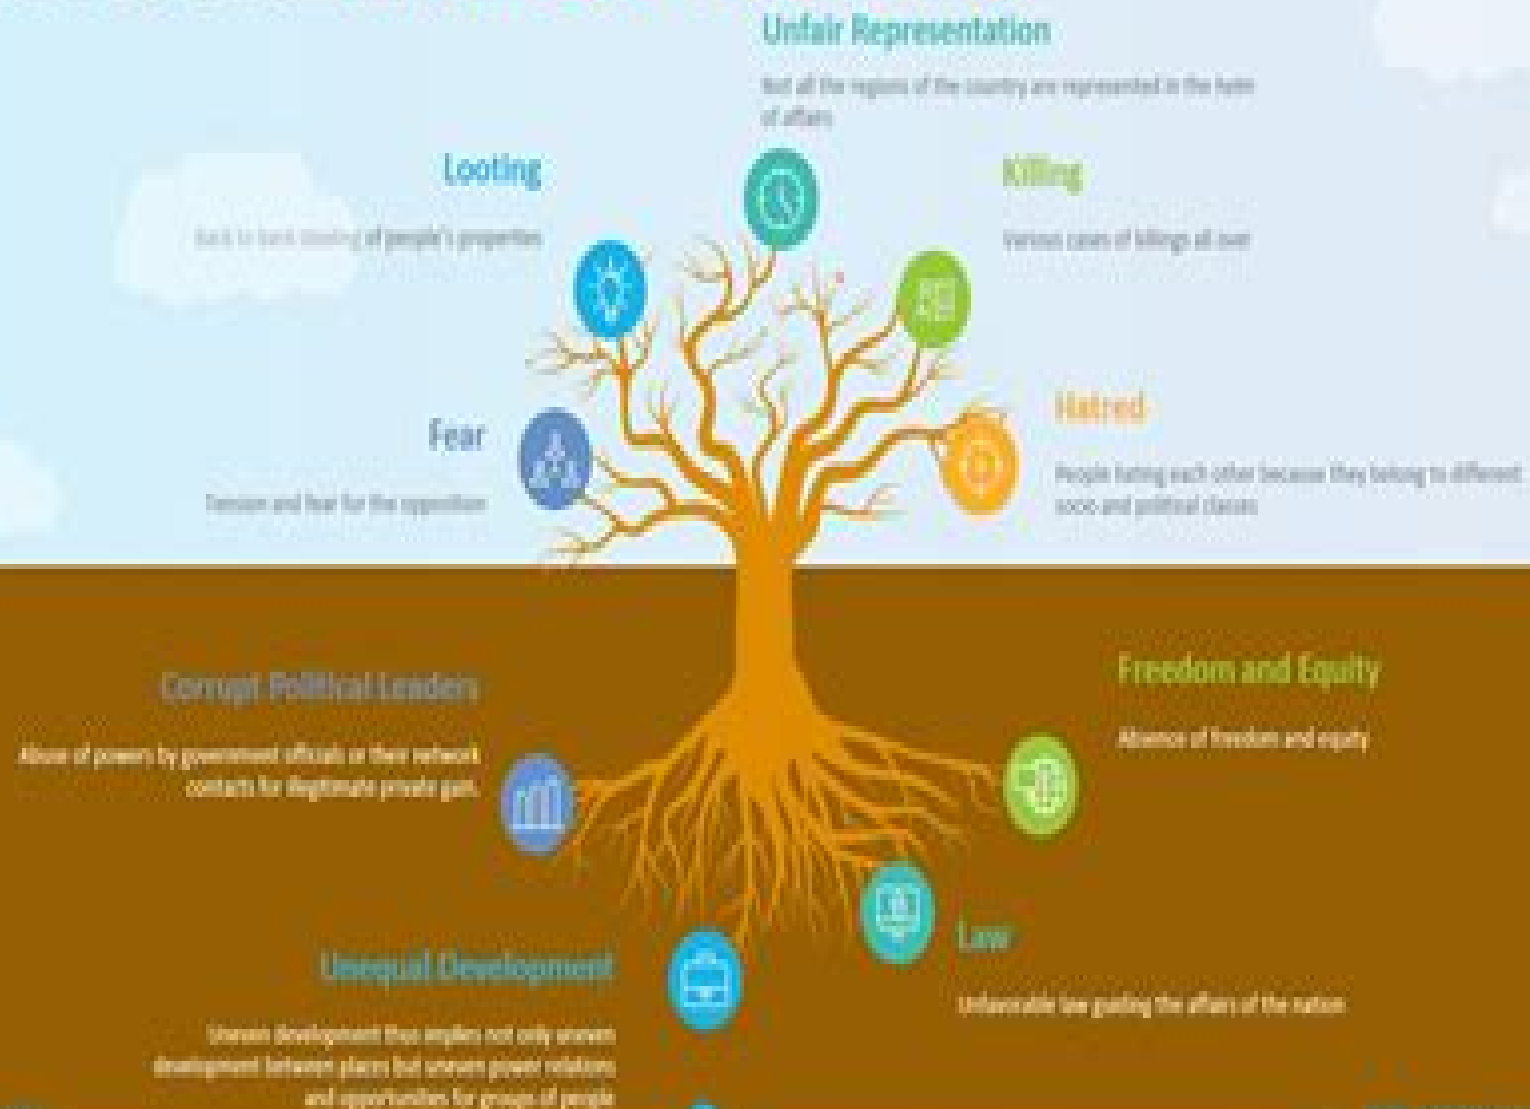 Unfair Representation
Not all the regions of the country are represented in the helm
of affairs
Looting
Back to back looting of people's properties
Killing
Various cases of killings all over
Hatred
People hating each other because they belong to different
socio and political classes
Fear
Tension and fear for the opposition
Corrupt Political Leaders
Abuse of powers by government officials or their network
contacts for illegitimate private gain.
Freedom and Equity
Absence of freedom and equity
Law
Unfavorable law guiding the affairs of the nation
Unequal Development
Uneven development thus implies not only uneven
development between places but uneven power relations
and opportunities for groups of people